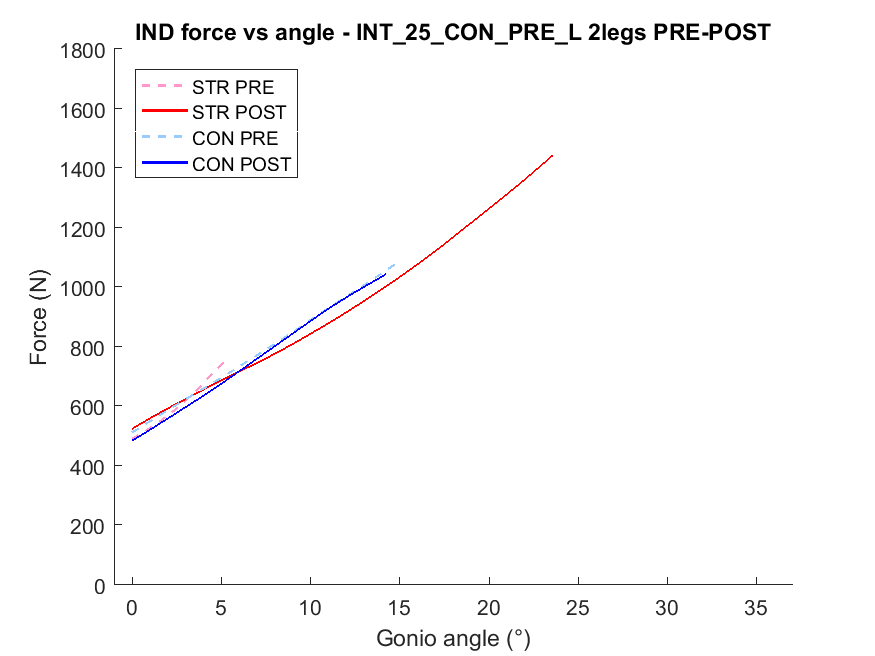 IND force vs angle - INT_25_CON_PRE_L 2legs PRE-POST
1800
1600
1400
1200
1000
800
600
400
200
0
Force (N)
STR PRE
STR POST
CON PRE
CON POST
0 5 10 15 20 25 30 35
Gonio angle (°)